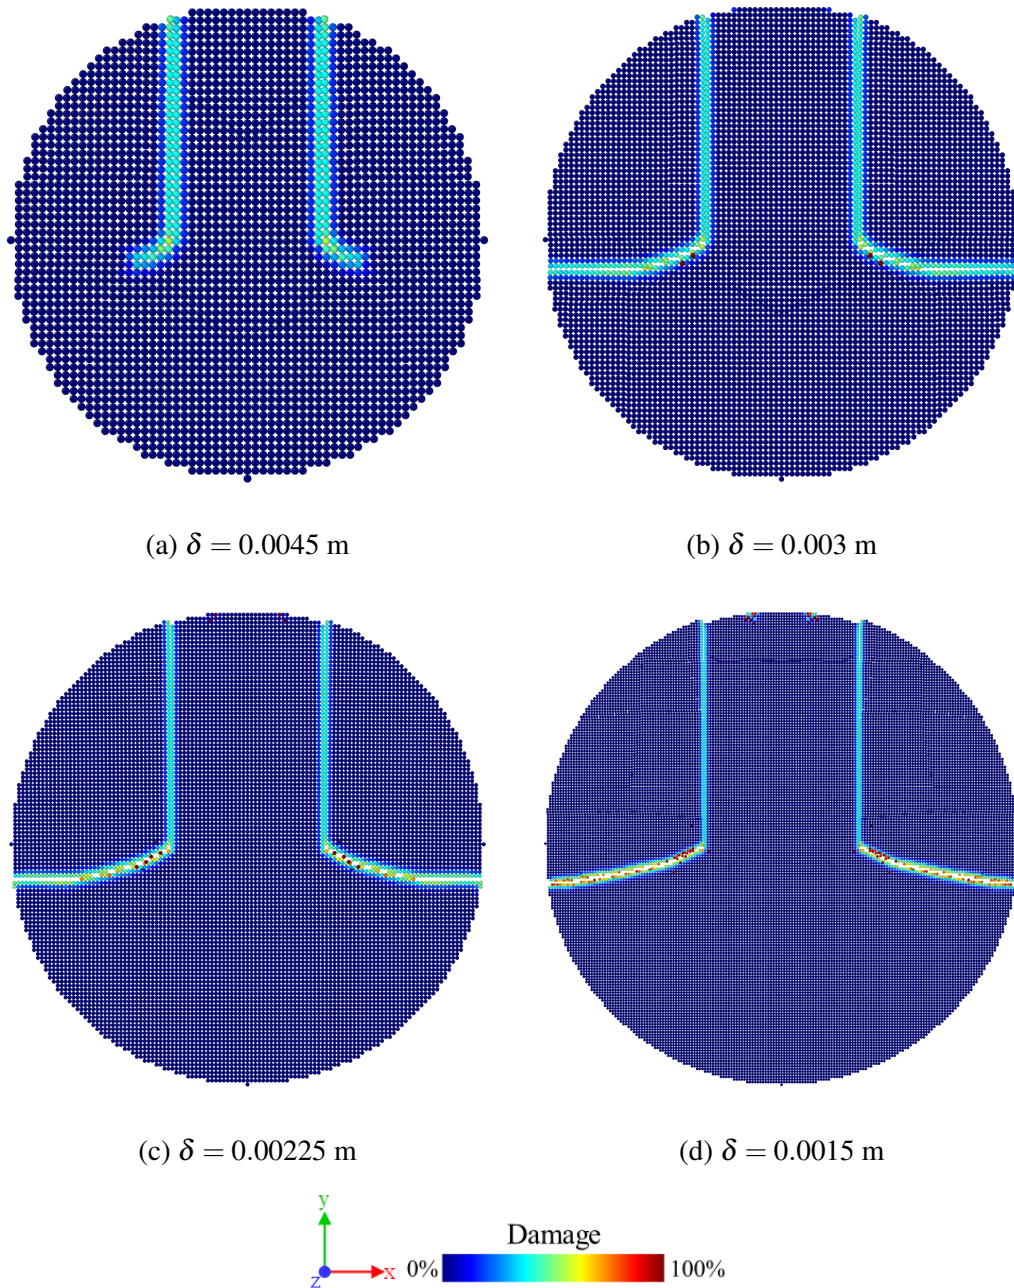 (a) δ = 0.0045 m
(b) δ = 0.003 m
(c) δ = 0.00225 m
(d) δ = 0.0015 m
y
x
z
Damage
0%
100%